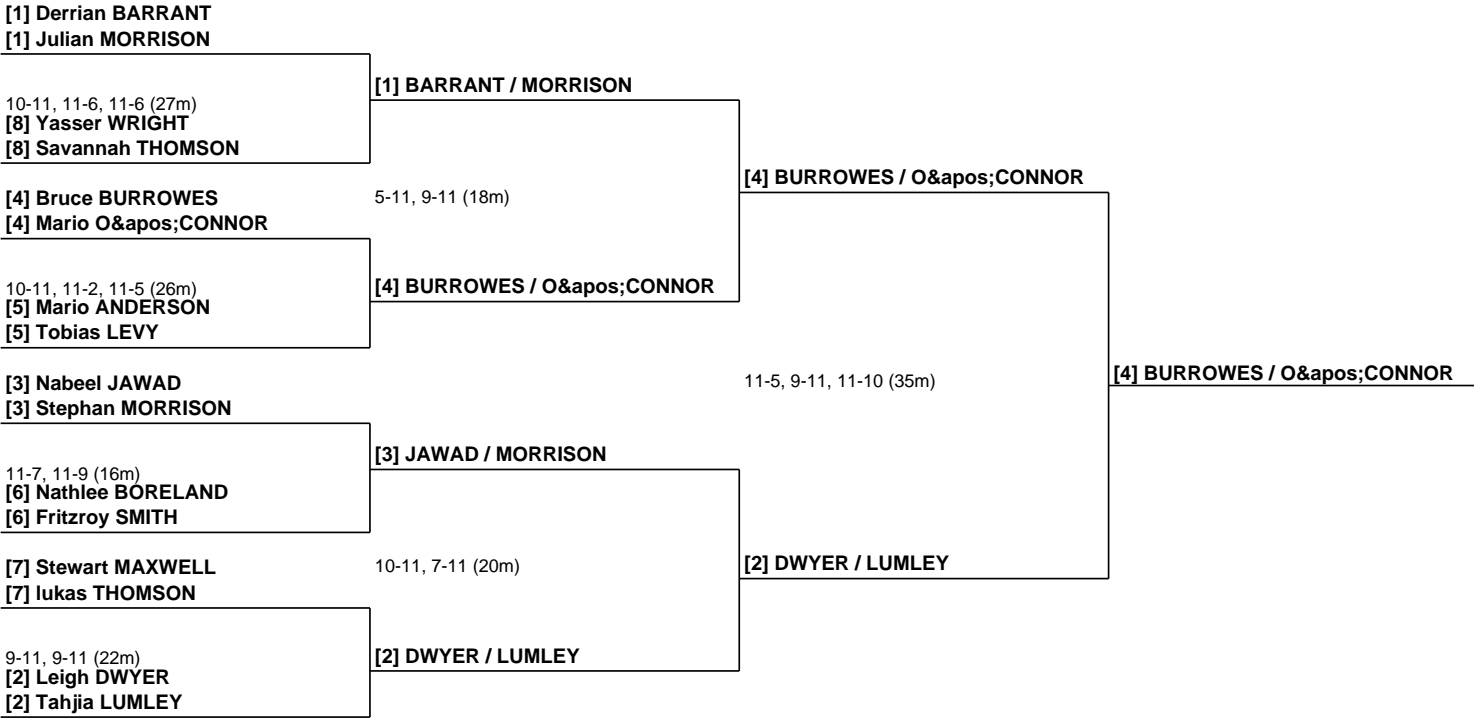 [1] Derrian BARRANT
[1] Julian MORRISON
[1] BARRANT / MORRISON
10-11, 11-6, 11-6 (27m)
[8] Yasser WRIGHT
[8] Savannah THOMSON
[4] BURROWES / O&apos;CONNOR
[4] Bruce BURROWES
5-11, 9-11 (18m)
[4] Mario O&apos;CONNOR
10-11, 11-2, 11-5 (26m)
[4] BURROWES / O&apos;CONNOR
[5] Mario ANDERSON
[5] Tobias LEVY
[4] BURROWES / O&apos;CONNOR
11-5, 9-11, 11-10 (35m)
[3] Nabeel JAWAD
[3] Stephan MORRISON
[3] JAWAD / MORRISON
11-7, 11-9 (16m)
[6] Nathlee BORELAND
[6] Fritzroy SMITH
[2] DWYER / LUMLEY
[7] Stewart MAXWELL
10-11, 7-11 (20m)
[7] lukas THOMSON
[2] DWYER / LUMLEY
9-11, 9-11 (22m)
[2] Leigh DWYER
[2] Tahjia LUMLEY